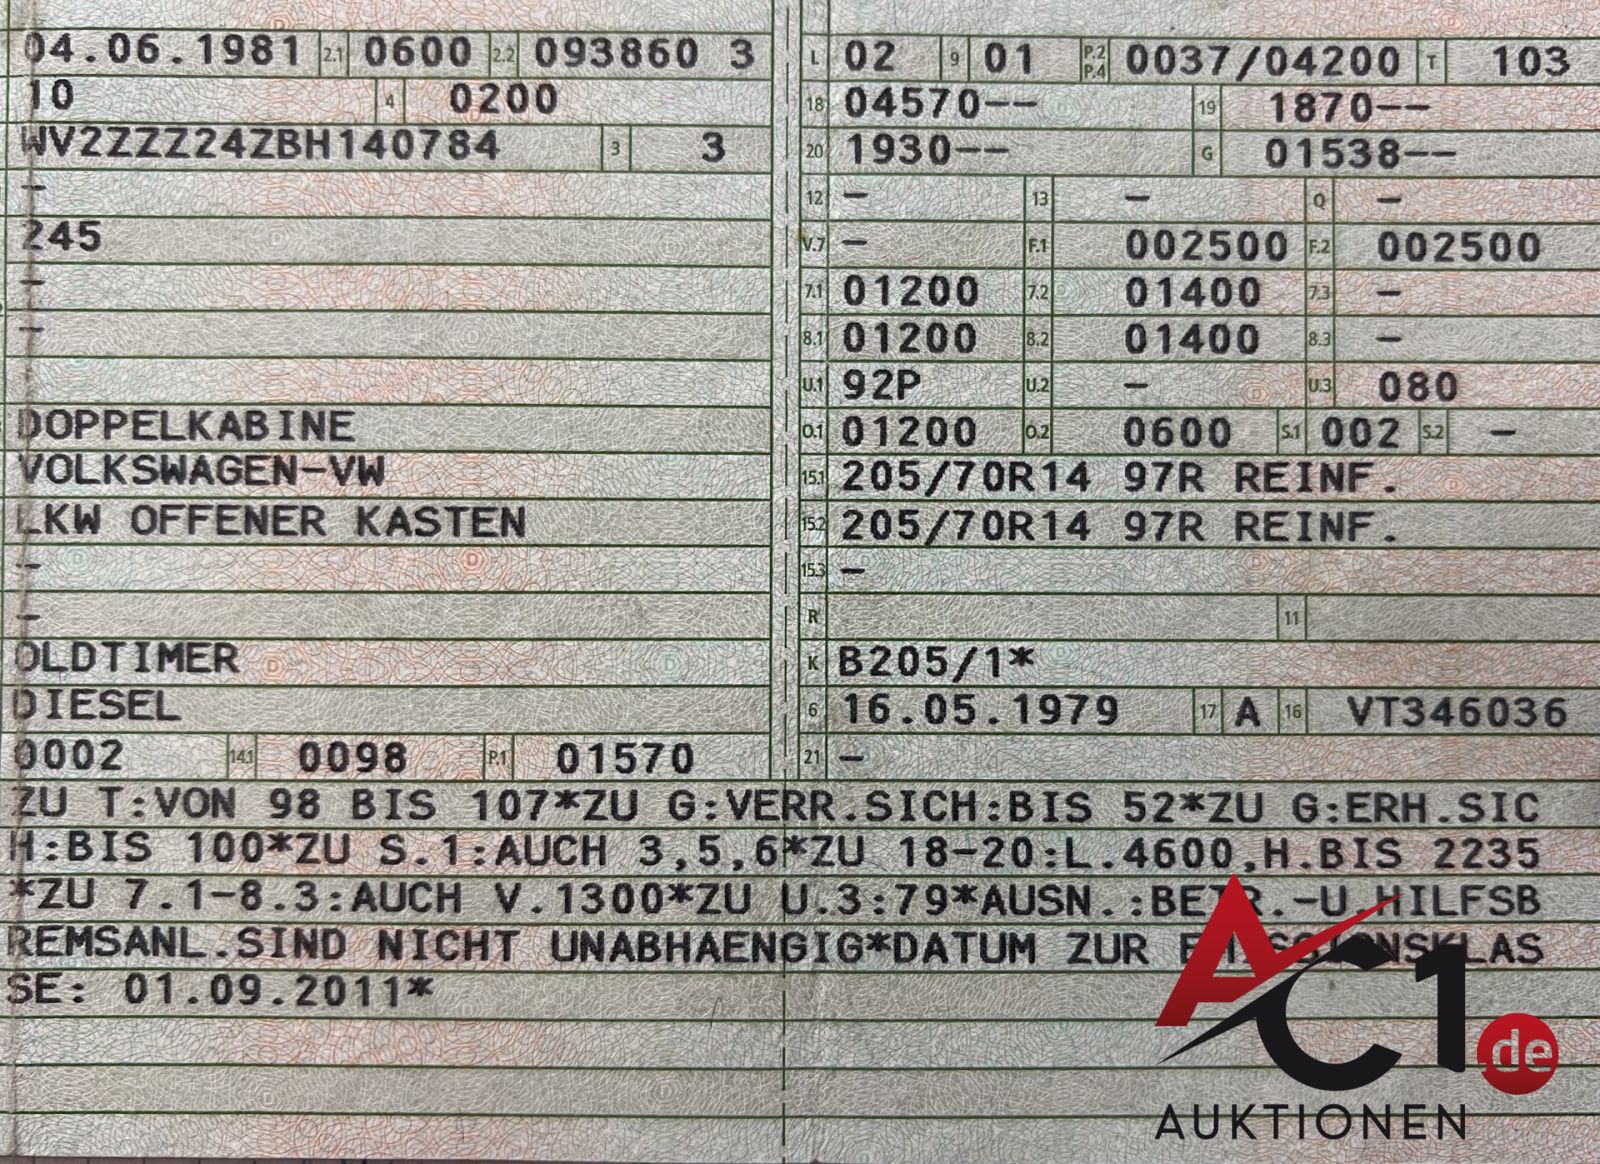 04.06.1981 2.1 0600 2.2 093860 3
10 4 0200
WV2ZZZ24ZBH140784 3 3
-
245
-
-
DOPPELKABINE
VOLKSWAGEN-VW
LKW OFFENER KASTEN
-
-
OLDTIMER
DIESEL
0002 14.1 0098 P.1 01570
L 02 9 01 P.2 P.4 0037/04200 T 103
18 04570-- 19 1870--
20 1930-- G 01538--
12 - 13 - Q -
V.7 - F.1 002500 F.2 002500
7.1 01200 7.2 01400 7.3 -
8.1 01200 8.2 01400 8.3 -
U.1 92P U.2 - U.3 080
O.1 01200 O.2 0600 S.1 002 S.2 -
15.1 205/70R14 97R REINF.
15.2 205/70R14 97R REINF.
15.3 -
R 11
K B205/1*
6 16.05.1979 17 A 16 VT346036
21 -
ZU T:VON 98 BIS 107*ZU G:VERR.SICH:BIS 52*ZU G:ERH.SIC
H:BIS 100*ZU S.1:AUCH 3,5,6*ZU 18-20:L.4600,H.BIS 2235
*ZU 7.1-8.3:AUCH V.1300*ZU U.3:79*AUSN.:BETR.-U.HILFSB
REMSANL.SIND NICHT UNABHAENGIG*DATUM ZUR EMISSIONSKLAS
SE: 01.09.2011*
AC1.de
AUKTIONEN